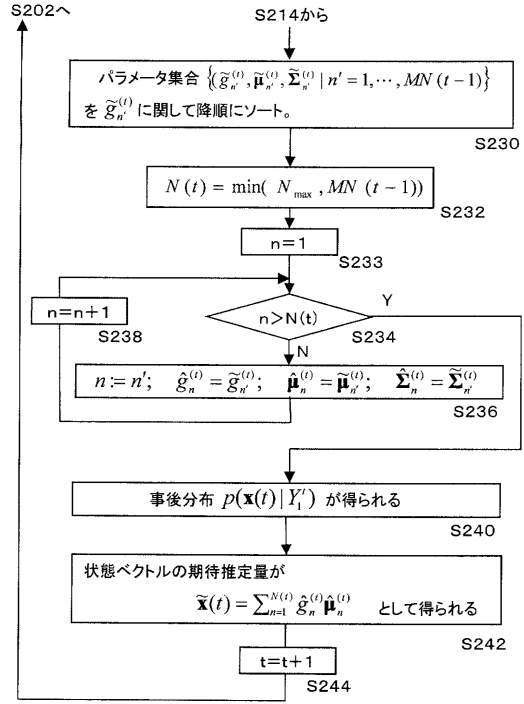 S202へ
S214から
パラメータ集合 {(g̃_{n'}^{(t)}, μ̃_{n'}^{(t)}, Σ̃_{n'}^{(t)} | n' = 1, ⋯, MN (t−1)}
を g̃_{n'}^{(t)} に関して降順にソート。
S230
N (t) = min( N_max , MN (t−1))
S232
n=1
S233
n=n+1
S238
n>N(t)
Y
S234
N
n := n'; ĝ_n^{(t)} = g̃_{n'}^{(t)}; μ̂_n^{(t)} = μ̃_{n'}^{(t)}; Σ̂_n^{(t)} = Σ̃_{n'}^{(t)}
S236
事後分布 p(x(t) | Y_1^t) が得られる
S240
状態ベクトルの期待推定量が
x̃(t) = ∑_{n=1}^{N(t)} ĝ_n^{(t)} μ̂_n^{(t)} として得られる
S242
t=t+1
S244